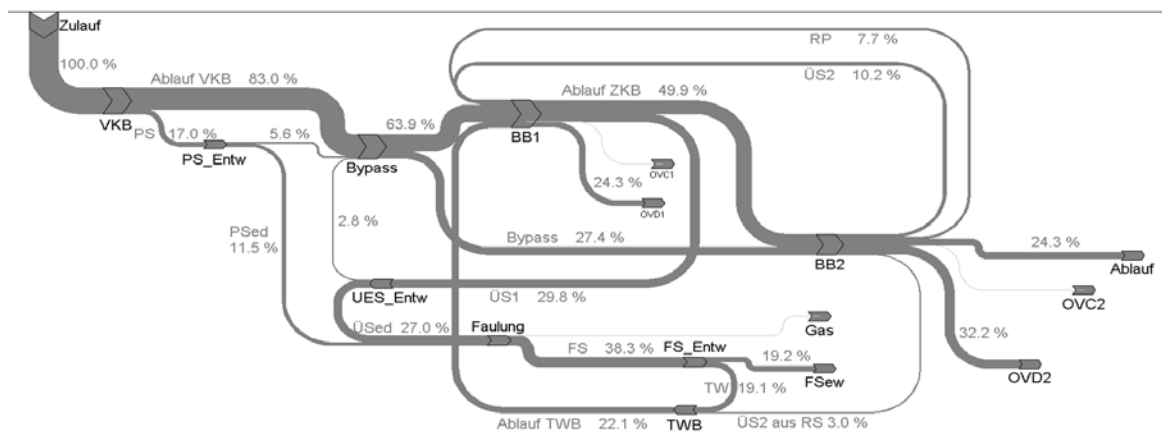 Zulauf
RP 7.7 %
100.0 %
Ablauf VKB 83.0 %
ÜS2
10.2 %
Ablauf ZKB 49.9 %
VKB
63.9 %
BB1
PS 17.0 %
5.6 %
PS_Entw
Bypass
OVC1
24.3 %
OVD1
2.8 %
PSed
11.5 %
Bypass 27.4 %
BB2
24.3 %
Ablauf
UES_Entw
ÜS1 29.8 %
OVC2
ÜSed 27.0 %
Faulung
Gas
32.2 %
FS 38.3 %
FS_Entw
19.2 %
FSew
OVD2
TW 19.1 %
Ablauf TWB 22.1 %
TWB
ÜS2 aus RS 3.0 %